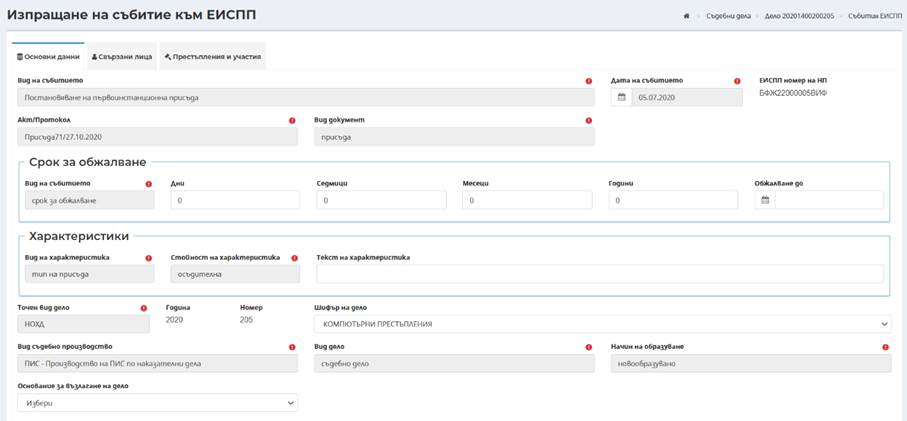 Изпращане на събитие към ЕИСПП
Съдебни дела
Дело 20201400200205
Събития ЕИСПП
Основни данни
Свързани лица
Престъпления и участия
Вид на събитието
Дата на събитието
ЕИСПП номер на НП
Постановяване на първоинстанционна присъда
05.07.2020
БФЖ22000005ВИФ
Акт/Протокол
Вид документ
Присъда71/27.10.2020
присъда
Срок за обжалване
Вид на събитието
Дни
Седмици
Месеци
Години
Обжалване до
срок за обжалване
0
0
0
0
Характеристики
Вид на характеристика
Стойност на характеристика
Текст на характеристика
тип на присъда
осъдителна
Точен вид дело
Година
Номер
Шифър на дело
НОХД
2020
205
КОМПЮТЪРНИ ПРЕСТЪПЛЕНИЯ
Вид съдебно производство
Вид дело
Начин на образуване
ПИС - Производство на ПИС по наказателни дела
съдебно дело
новообразувано
Основание за възлагане на дело
Избери